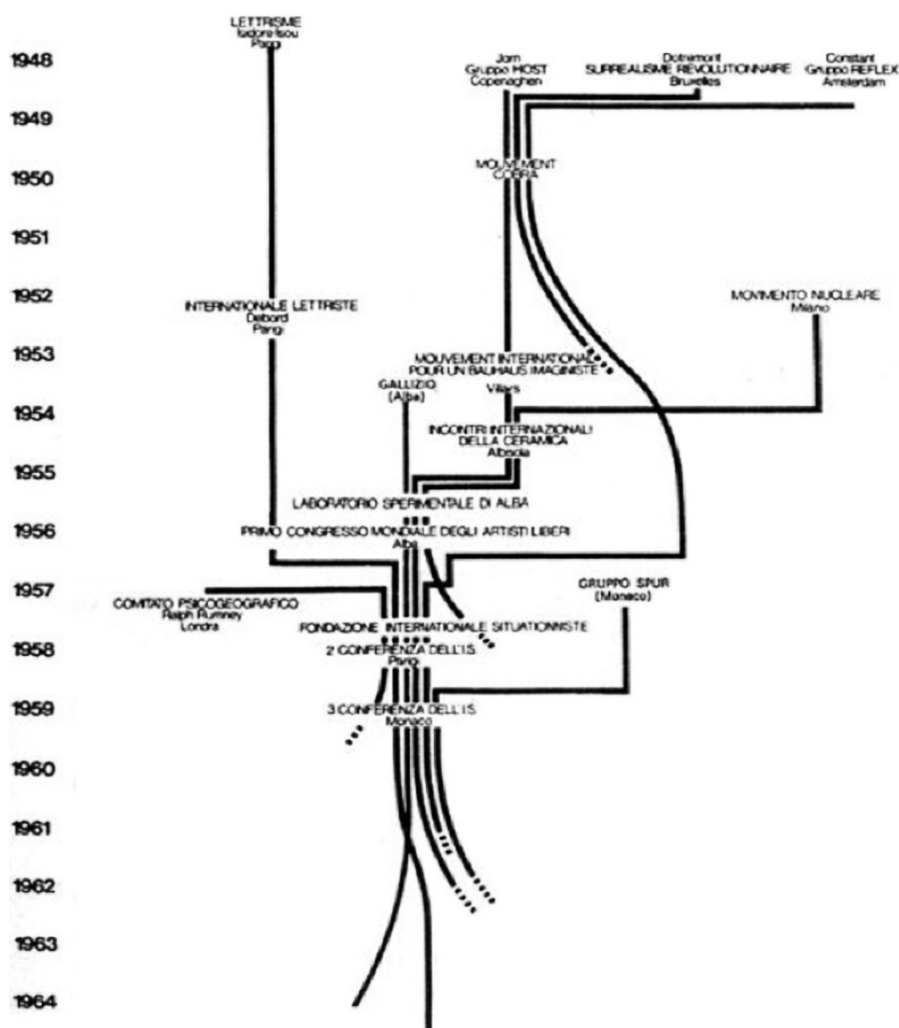 LETTRISME
Isidore Isou
Parigi
1948
Jorn
Gruppo HOST
Copenaghen
Dotremont
SURREALISME REVOLUTIONNAIRE
Bruxelles
Constant
Gruppo REFLEX
Amsterdam
1949
MOUVEMENT
COBRA
1950
1951
1952
INTERNATIONALE LETTRISTE
Debord
Parigi
MOVIMENTO NUCLEARE
Milano
1953
MOUVEMENT INTERNATIONAL
POUR UN BAUHAUS IMAGINISTE
Villars
GALLIZIO
(Alba)
1954
INCONTRI INTERNAZIONALI
DELLA CERAMICA
Albisola
1955
LABORATORIO SPERIMENTALE DI ALBA
1956
PRIMO CONGRESSO MONDIALE DEGLI ARTISTI LIBERI
Alba
1957
COMITATO PSICOGEOGRAFICO
Ralph Rumney
Londra
GRUPPO SPUR
(Monaco)
FONDAZIONE INTERNATIONALE SITUATIONNISTE
1958
2 CONFERENZA DELL'I.S.
Parigi
1959
3 CONFERENZA DELL'I.S.
Monaco
1960
1961
1962
1963
1964